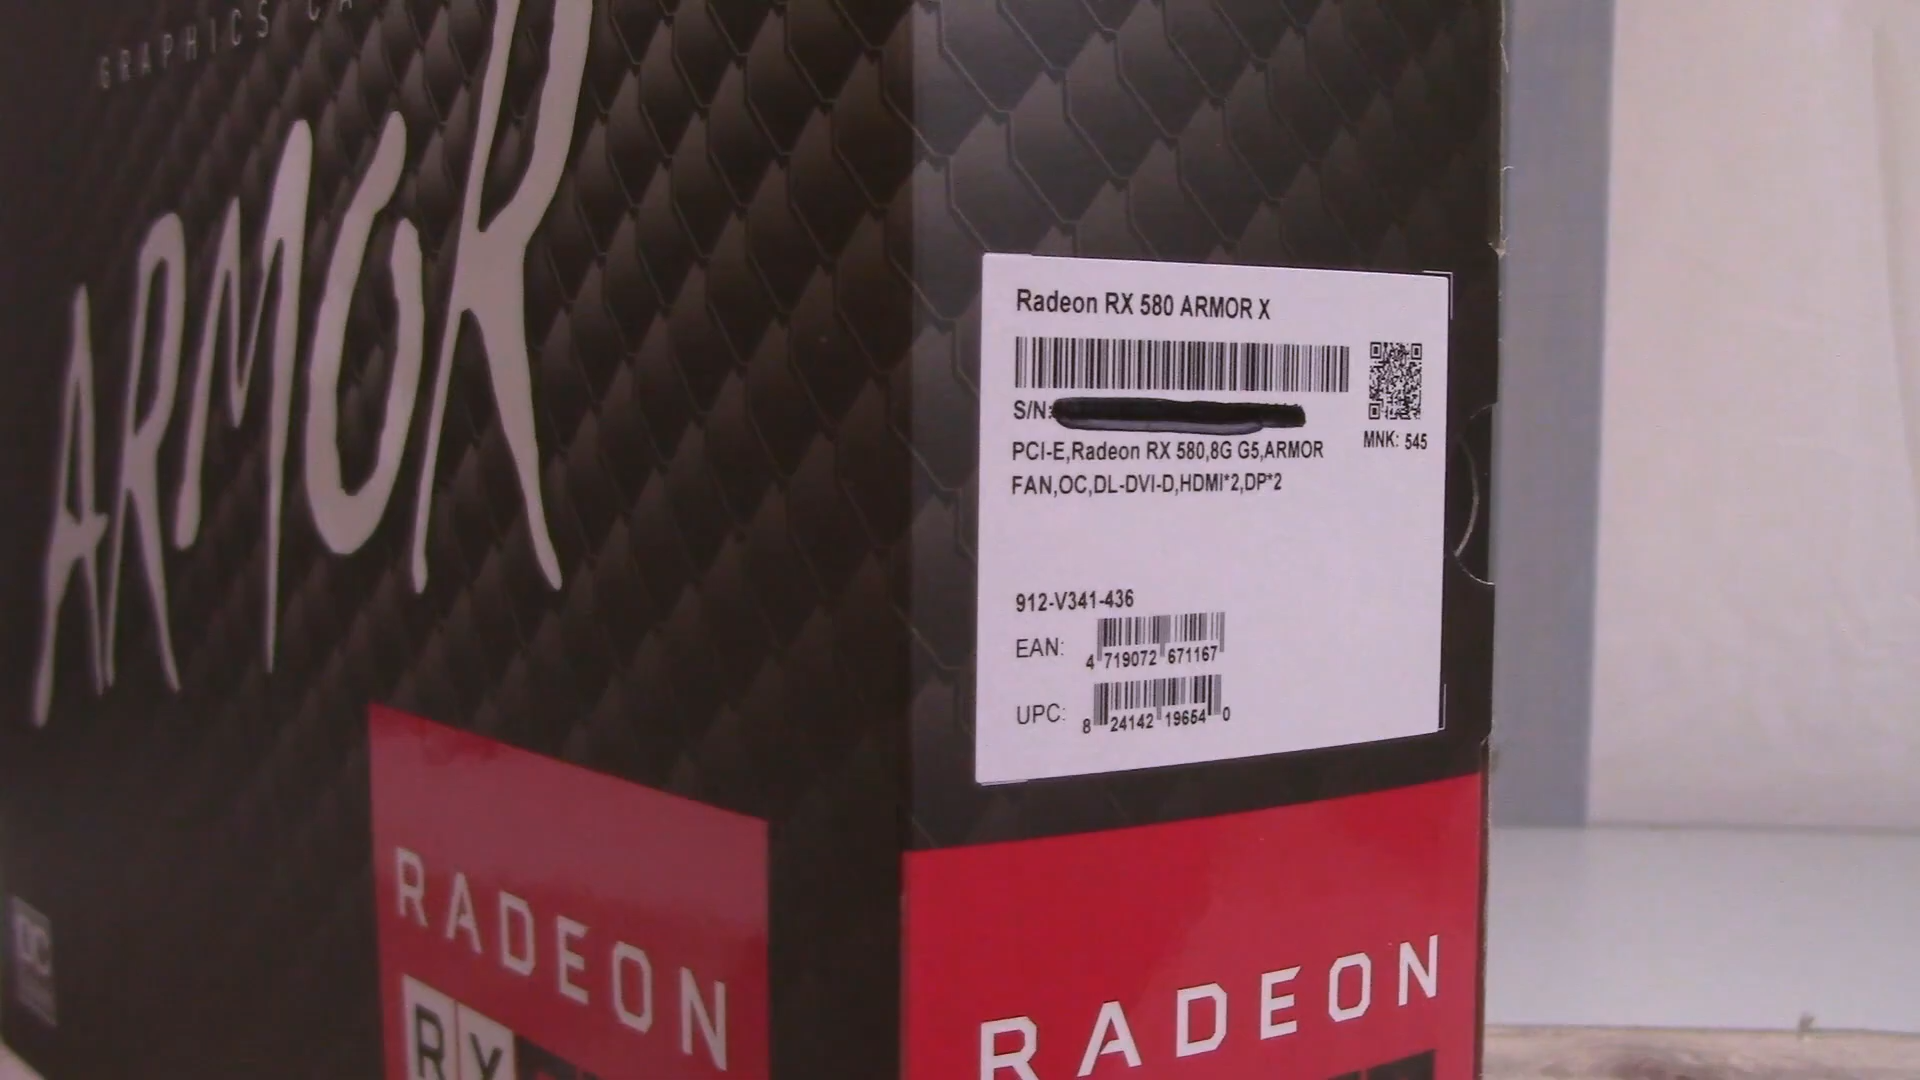 GRAPHICS CA
ARMOR
Radeon RX 580 ARMOR X
S/N:
MNK: 545
PCI-E,Radeon RX 580,8G G5,ARMOR
FAN,OC,DL-DVI-D,HDMI*2,DP*2
912-V341-436
EAN:
4 719072 671167
UPC:
8 24142 19654 0
RADEON
RX
OC
RADEON